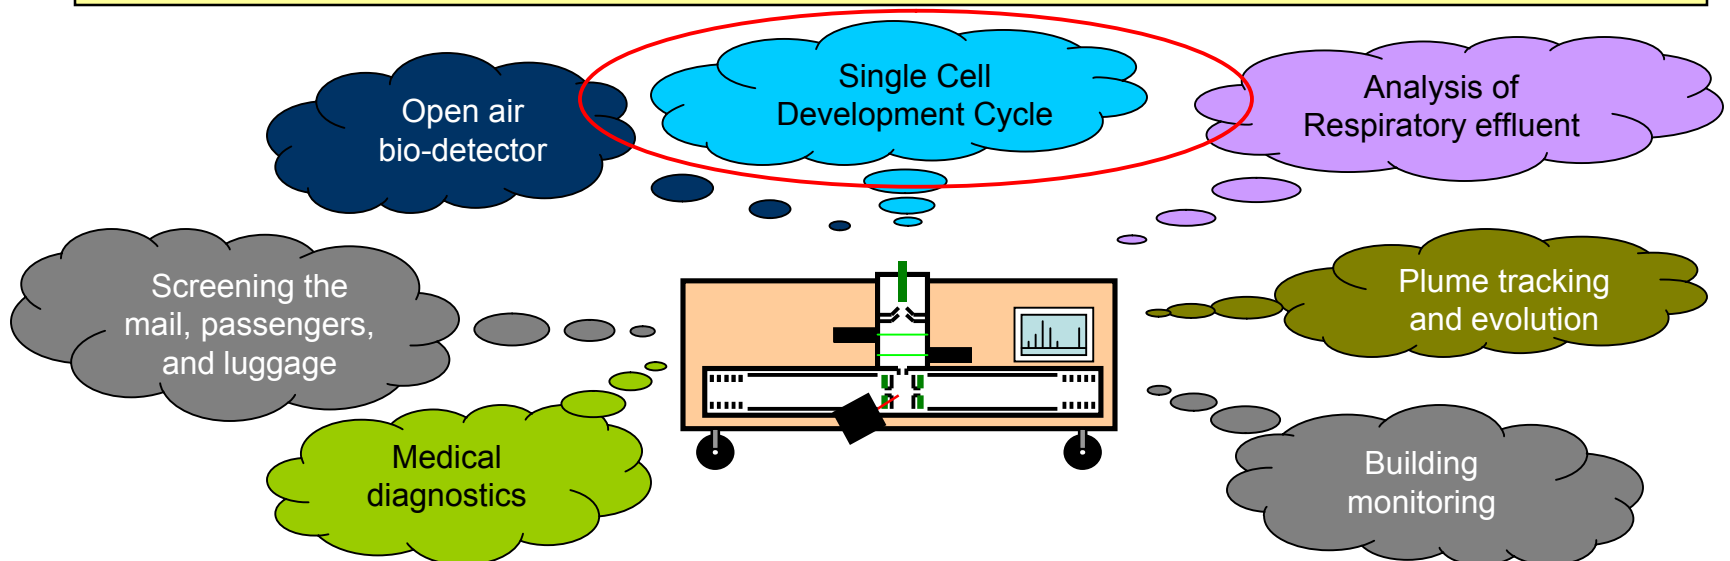 Open air
bio-detector
Single Cell
Development Cycle
Analysis of
Respiratory effluent
Screening the
mail, passengers,
and luggage
Plume tracking
and evolution
Medical
diagnostics
Building
monitoring